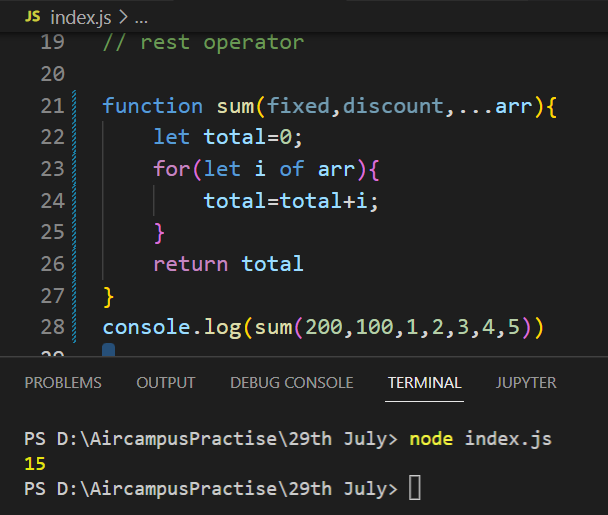 JS index.js > ...
19 // rest operator
20
21 function sum(fixed,discount,...arr){
22     let total=0;
23     for(let i of arr){
24         total=total+i;
25     }
26     return total
27 }
28 console.log(sum(200,100,1,2,3,4,5))
29
PROBLEMS OUTPUT DEBUG CONSOLE TERMINAL JUPYTER
PS D:\AircampusPractise\29th July> node index.js
15
PS D:\AircampusPractise\29th July>